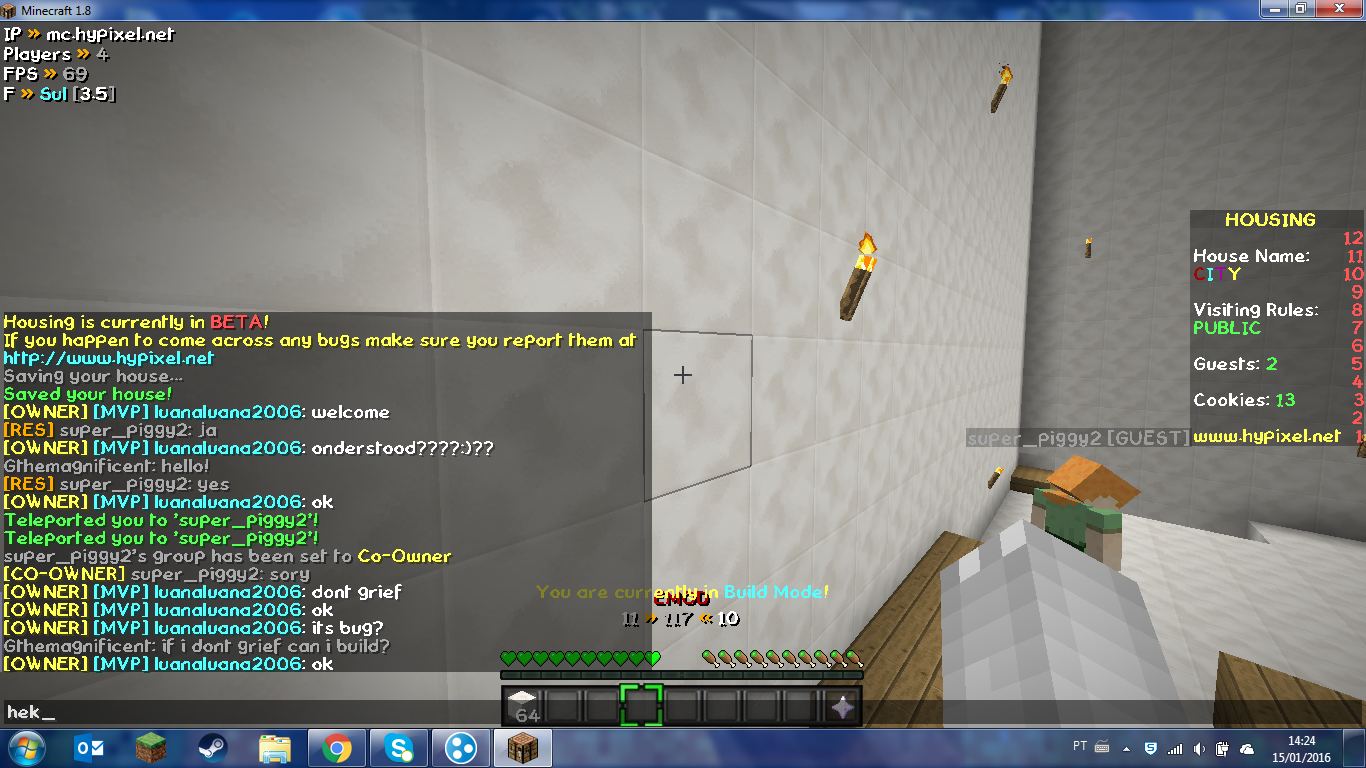 Minecraft 1.8
IP » mc.hypixel.net
Players » 4
FPS » 69
F » Sul [3.5]
HOUSING
12
House Name: 11
CITY 10
9
Visiting Rules: 8
PUBLIC 7
6
Guests: 2 5
4
Cookies: 13 3
2
www.hypixel.net 1
super_piggy2 [GUEST]
Housing is currently in BETA!
If you happen to come across any bugs make sure you report them at
http://www.hypixel.net
Saving your house...
Saved your house!
[OWNER] [MVP] luanaluana2006: welcome
[RES] super_piggy2: ja
[OWNER] [MVP] luanaluana2006: onderstood????:)??
Gthemagnificent: hello!
[RES] super_piggy2: yes
[OWNER] [MVP] luanaluana2006: ok
Teleported you to 'super_piggy2'!
Teleported you to 'super_piggy2'!
super_piggy2's group has been set to Co-Owner
[CO-OWNER] super_piggy2: sory
[OWNER] [MVP] luanaluana2006: dont grief
[OWNER] [MVP] luanaluana2006: ok
[OWNER] [MVP] luanaluana2006: its bug?
Gthemagnificent: if i dont grief can i build?
[OWNER] [MVP] luanaluana2006: ok
You are currently in Build Mode!
11 » 117 « 10
64
hek_
PT
14:24
15/01/2016